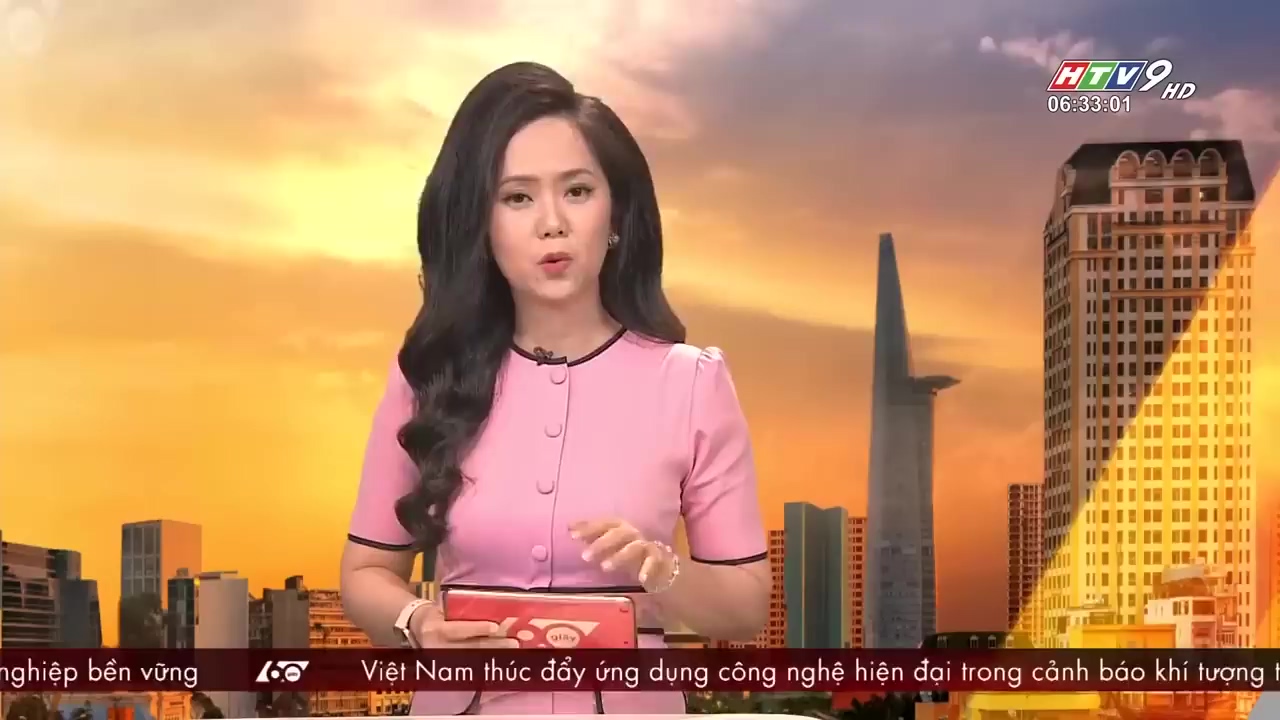 HTV9 HD
06:33:01
60 giây
nghiệp bền vững 60 giây Việt Nam thúc đẩy ứng dụng công nghệ hiện đại trong cảnh báo khí tượng t